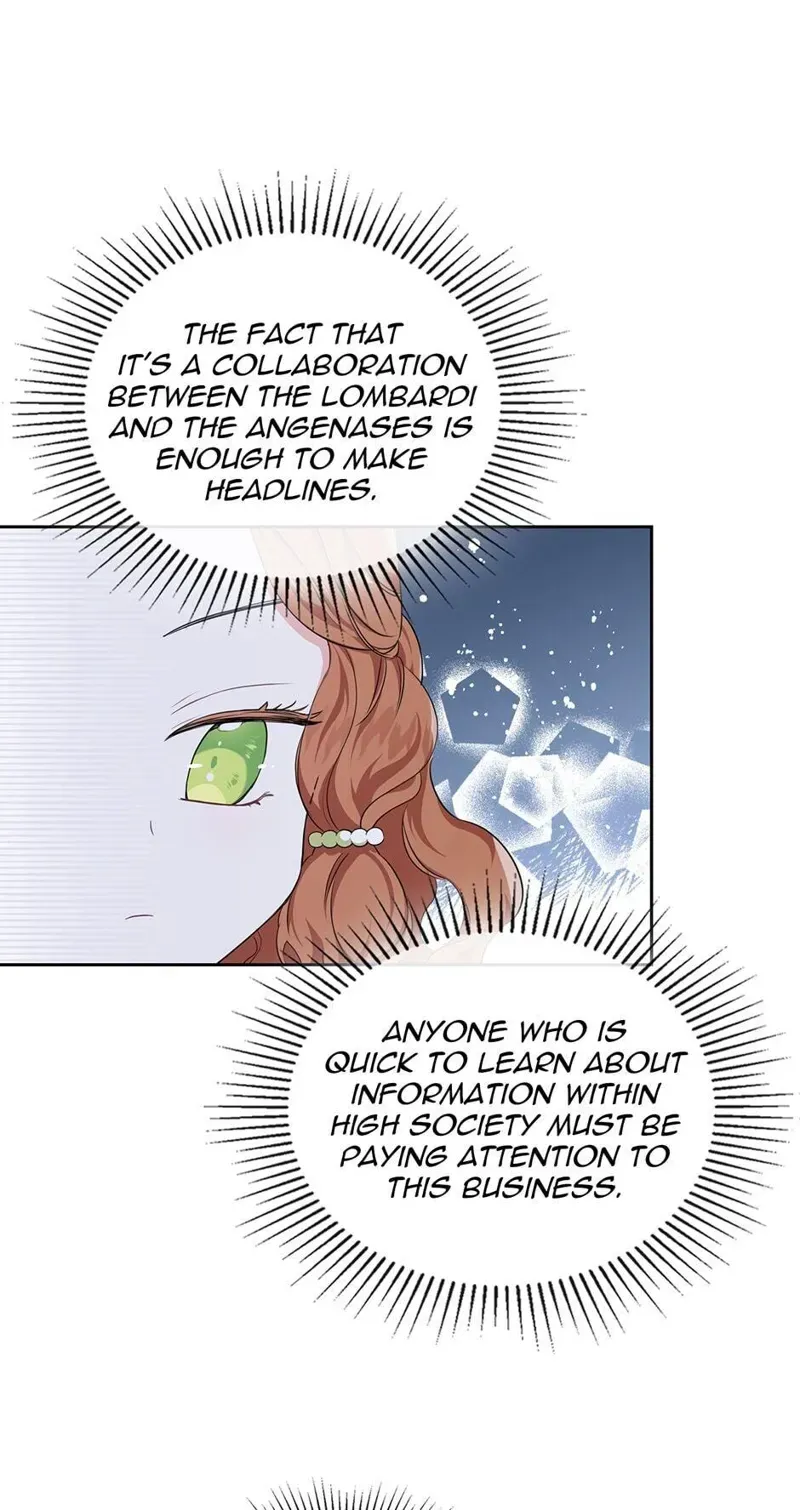 THE FACT THAT
IT'S A COLLABORATION
BETWEEN THE LOMBARDI
AND THE ANGENASES IS
ENOUGH TO MAKE
HEADLINES.
ANYONE WHO IS
QUICK TO LEARN ABOUT
INFORMATION WITHIN
HIGH SOCIETY MUST BE
PAYING ATTENTION TO
THIS BUSINESS.